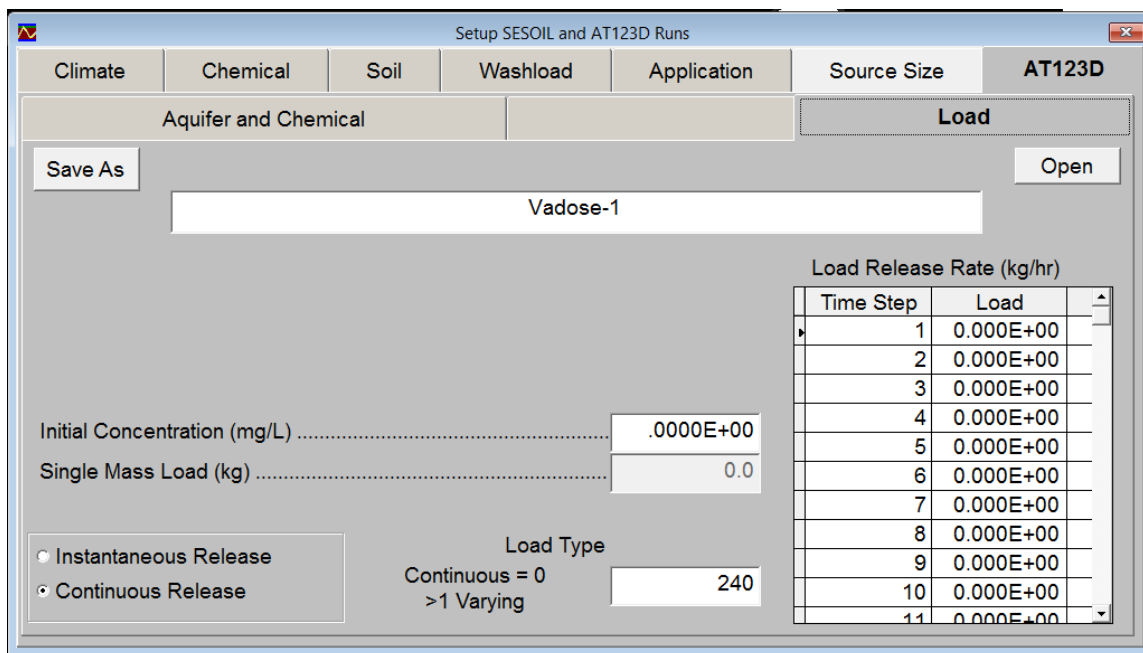 Setup SESOIL and AT123D Runs
Climate Chemical Soil Washload Application Source Size AT123D
Aquifer and Chemical Load
Save As Open
Vadose-1
Load Release Rate (kg/hr)
Time Step Load
1 0.000E+00
2 0.000E+00
3 0.000E+00
4 0.000E+00
5 0.000E+00
6 0.000E+00
7 0.000E+00
8 0.000E+00
9 0.000E+00
10 0.000E+00
11 0.000E+00
Initial Concentration (mg/L) ........................................................ .0000E+00
Single Mass Load (kg) ............................................................... 0.0
Instantaneous Release
Continuous Release
Load Type
Continuous = 0
>1 Varying
240